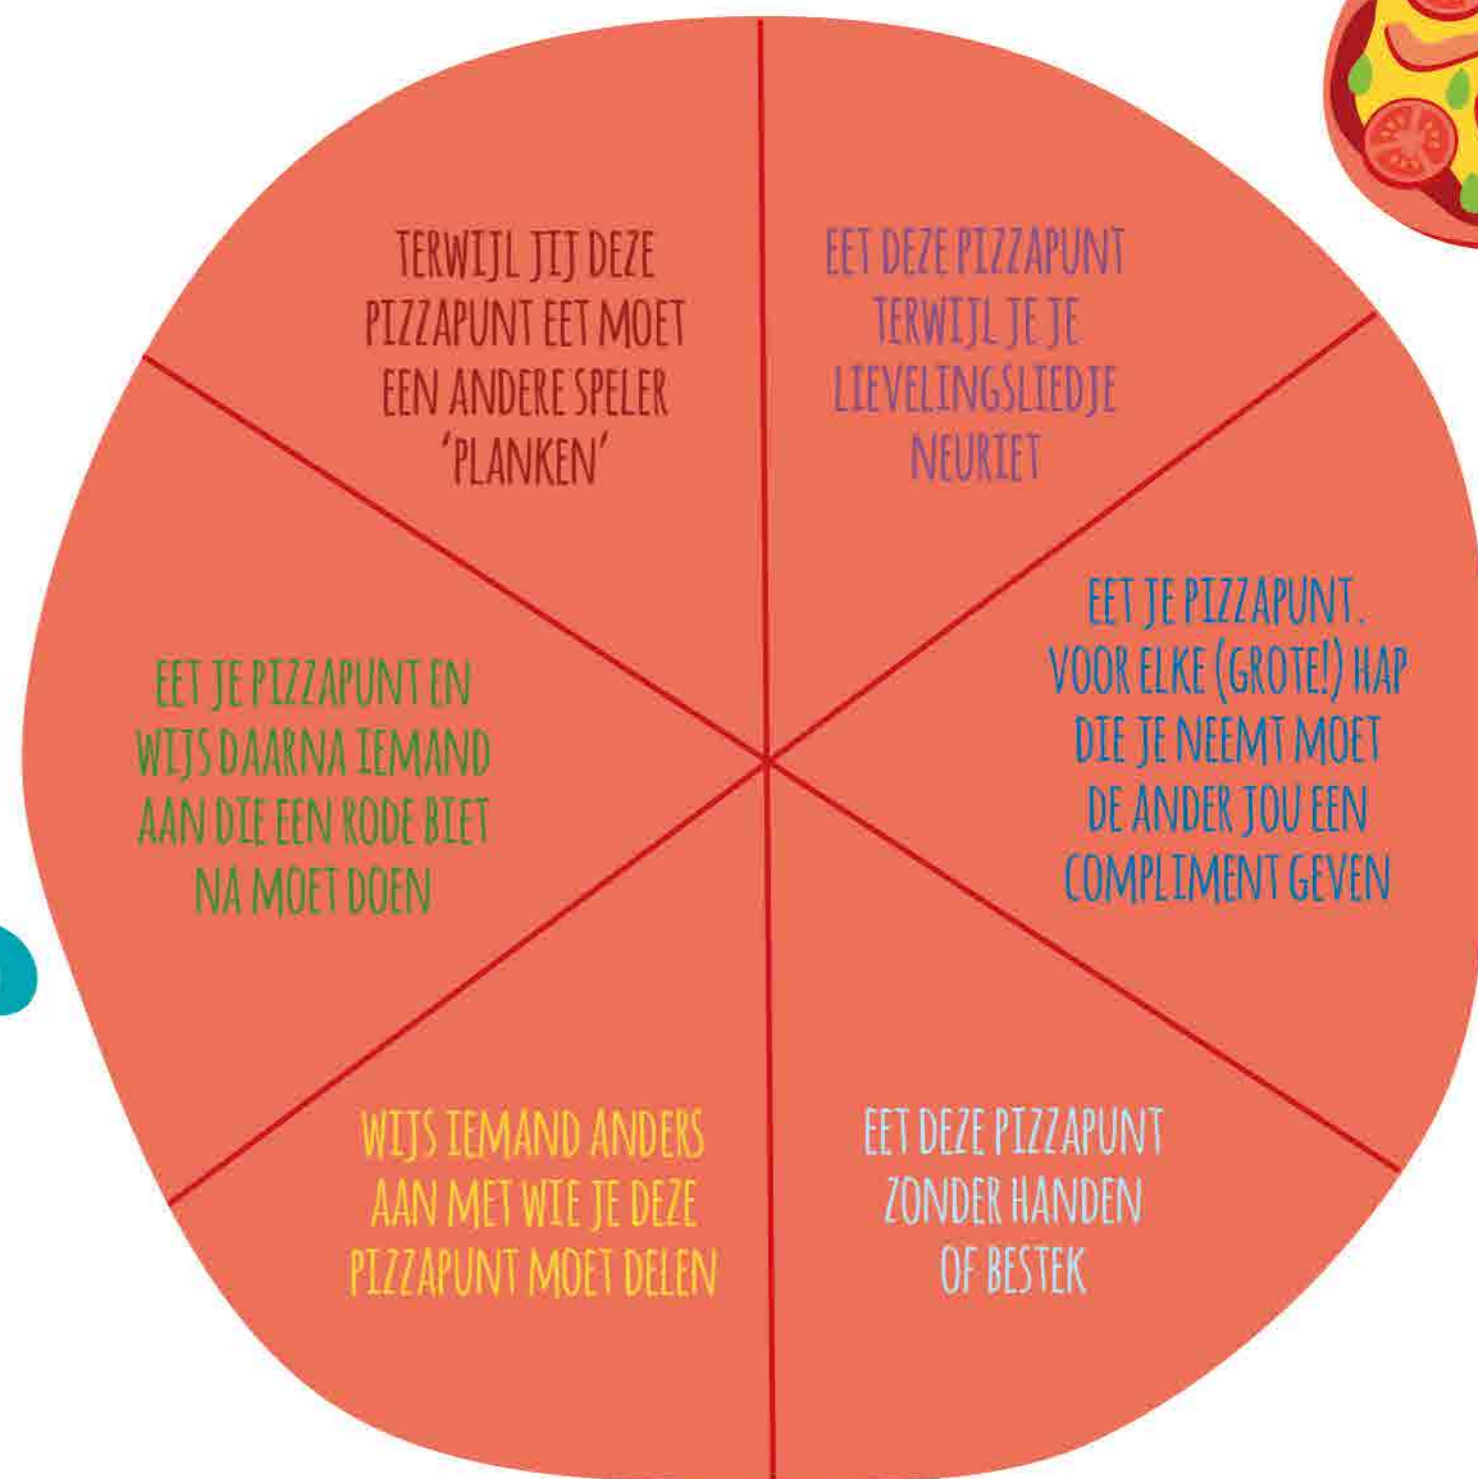 TERWIJL JIJ DEZE
PIZZAPUNT EET MOET
EEN ANDERE SPELER
‘PLANKEN’
EET DEZE PIZZAPUNT
TERWIJL JE JE
LIEVELINGSLIEDJE
NEURIET
EET JE PIZZAPUNT.
VOOR ELKE (GROTE!) HAP
DIE JE NEEMT MOET
DE ANDER JOU EEN
COMPLIMENT GEVEN
EET JE PIZZAPUNT EN
WIJS DAARNA IEMAND
AAN DIE EEN RODE BIET
NA MOET DOEN
WIJS IEMAND ANDERS
AAN MET WIE JE DEZE
PIZZAPUNT MOET DELEN
EET DEZE PIZZAPUNT
ZONDER HANDEN
OF BESTEK